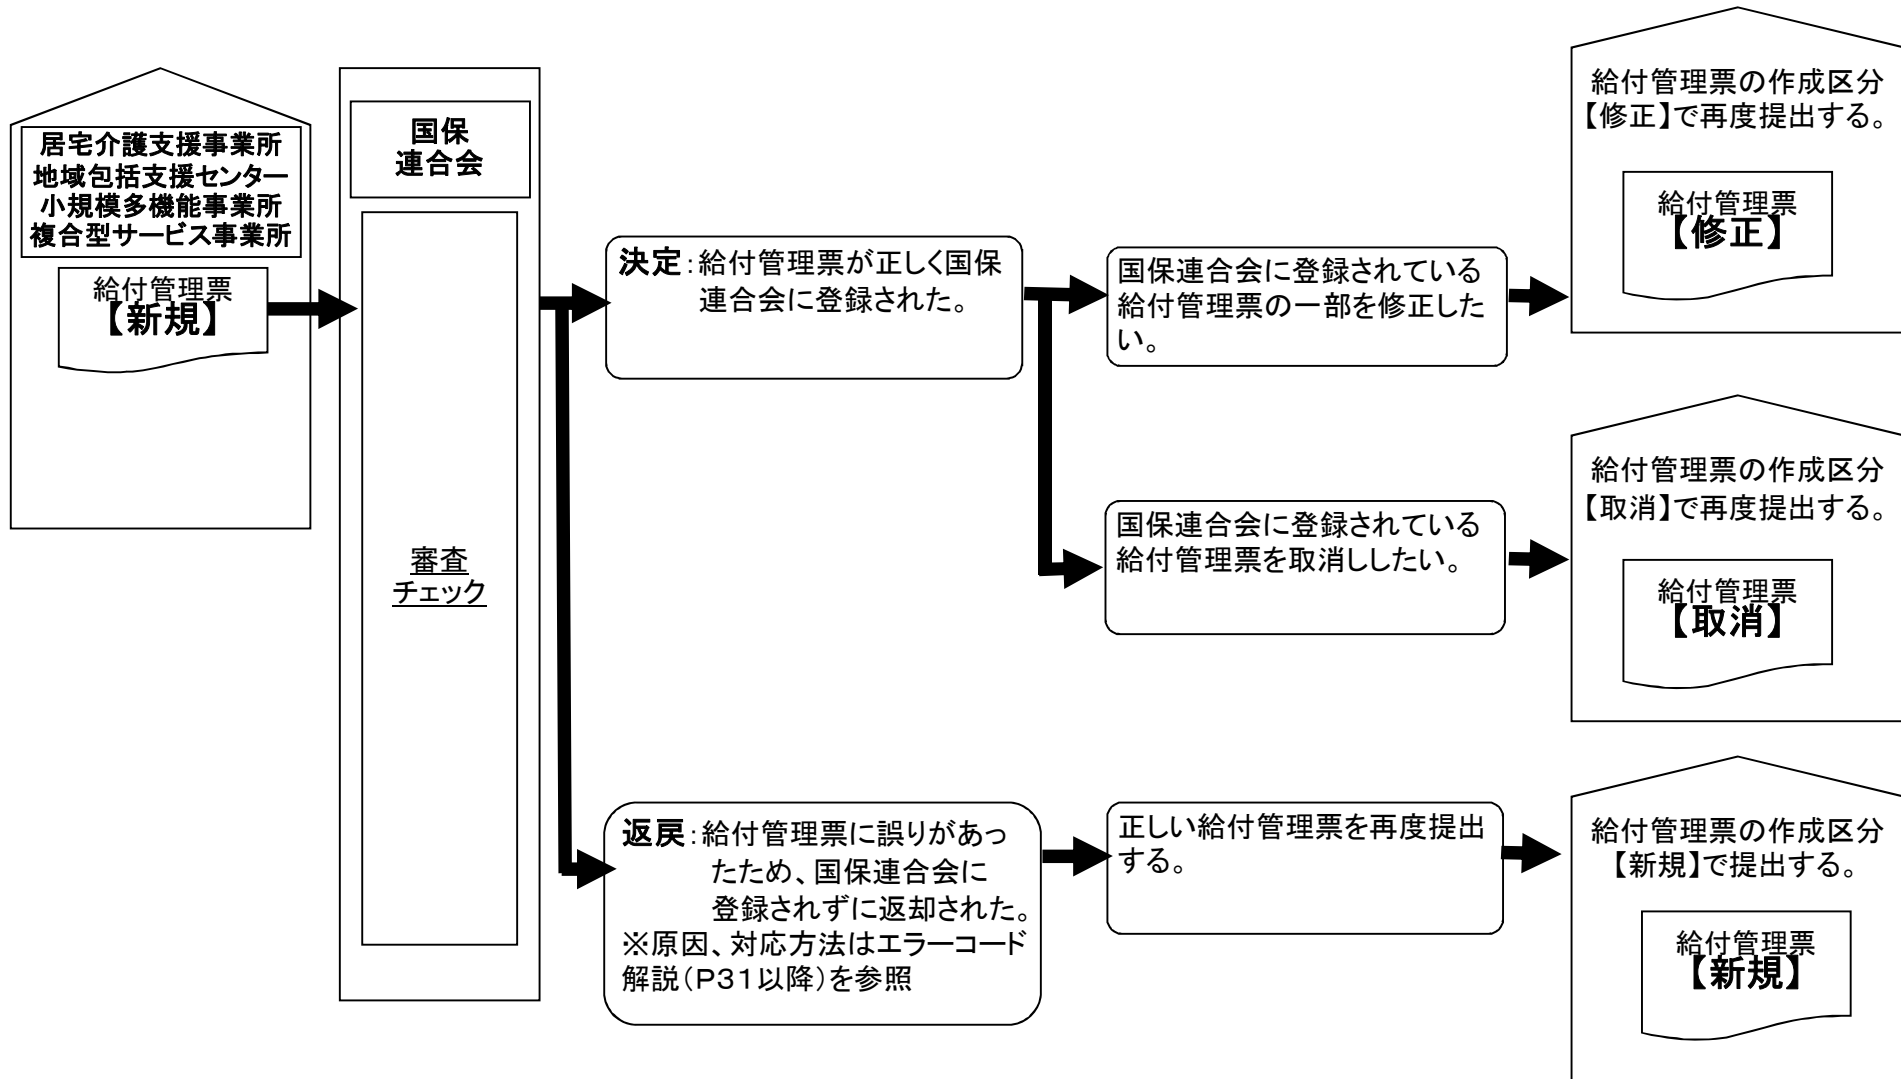 居宅介護支援事業所
地域包括支援センター
小規模多機能事業所
複合型サービス事業所
給付管理票
【新規】
国保
連合会
審査
チェック
決定：給付管理票が正しく国保
連合会に登録された。
国保連合会に登録されている
給付管理票の一部を修正した
い。
給付管理票の作成区分
【修正】で再度提出する。
給付管理票
【修正】
国保連合会に登録されている
給付管理票を取消ししたい。
給付管理票の作成区分
【取消】で再度提出する。
給付管理票
【取消】
返戻：給付管理票に誤りがあっ
たため、国保連合会に
登録されずに返却された。
※原因、対応方法はエラーコード
解説（P31以降）を参照
正しい給付管理票を再度提出
する。
給付管理票の作成区分
【新規】で提出する。
給付管理票
【新規】